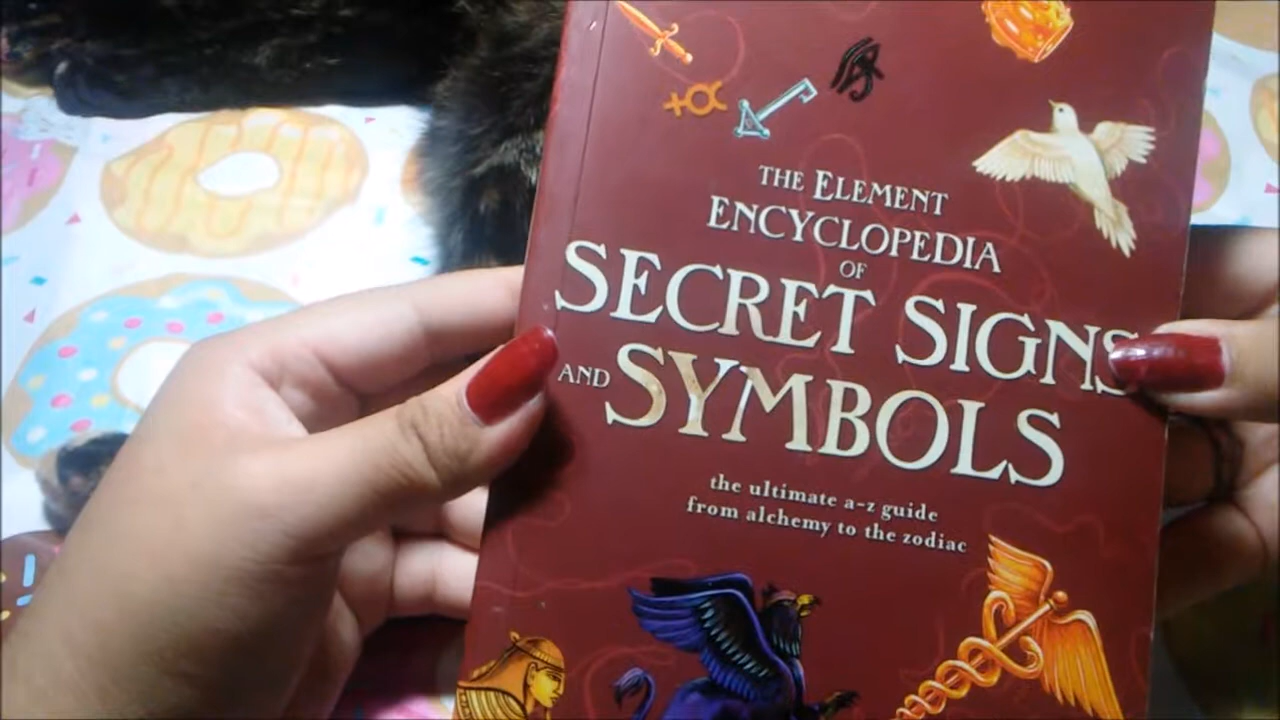 THE ELEMENT
ENCYCLOPEDIA
OF
SECRET SIGNS
AND SYMBOLS
the ultimate a-z guide
from alchemy to the zodiac